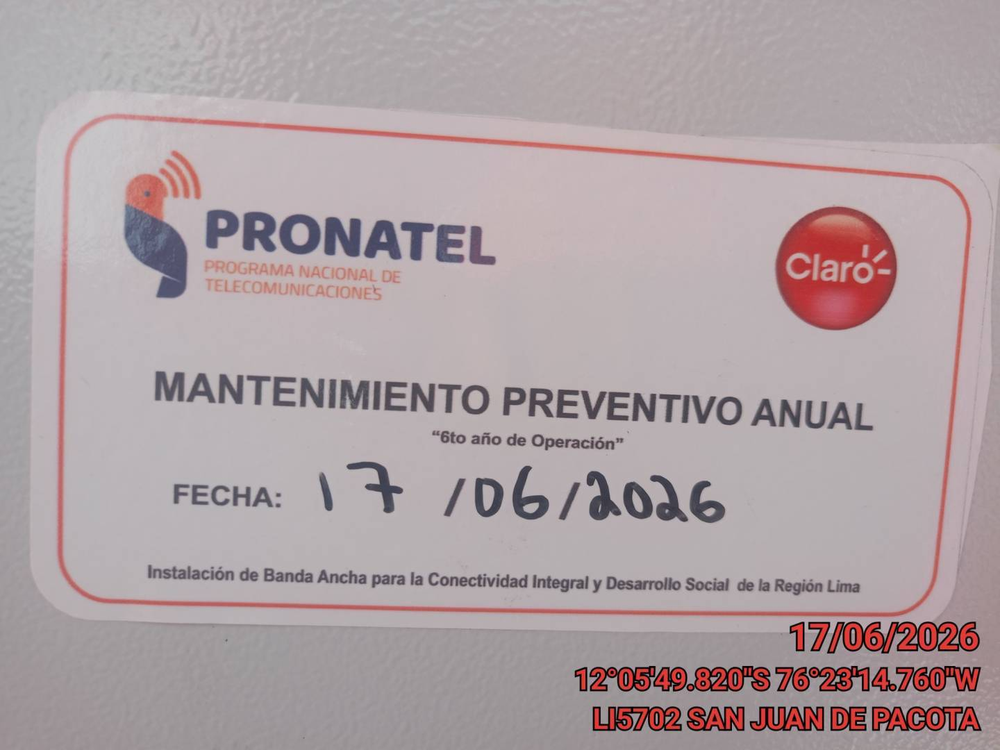 PRONATEL
PROGRAMA NACIONAL DE
TELECOMUNICACIONES
Claro
MANTENIMIENTO PREVENTIVO ANUAL
“6to año de Operación”
FECHA: 17/06/2026
Instalación de Banda Ancha para la Conectividad Integral y Desarrollo Social de la Región Lima
17/06/2026
12°05'49.820"S 76°23'14.760"W
LI5702 SAN JUAN DE PACOTA